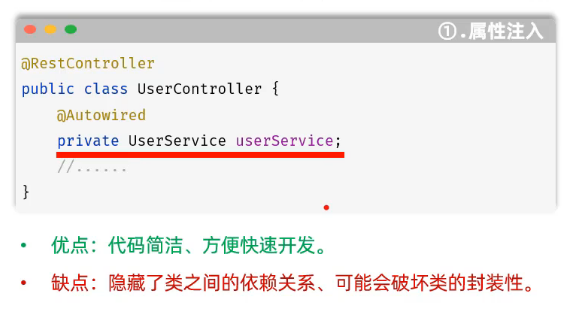 ①.属性注入
@RestController
public class UserController {
@Autowired
private UserService userService;
//......
}
• 优点：代码简洁、方便快速开发。
• 缺点：隐藏了类之间的依赖关系、可能会破坏类的封装性。